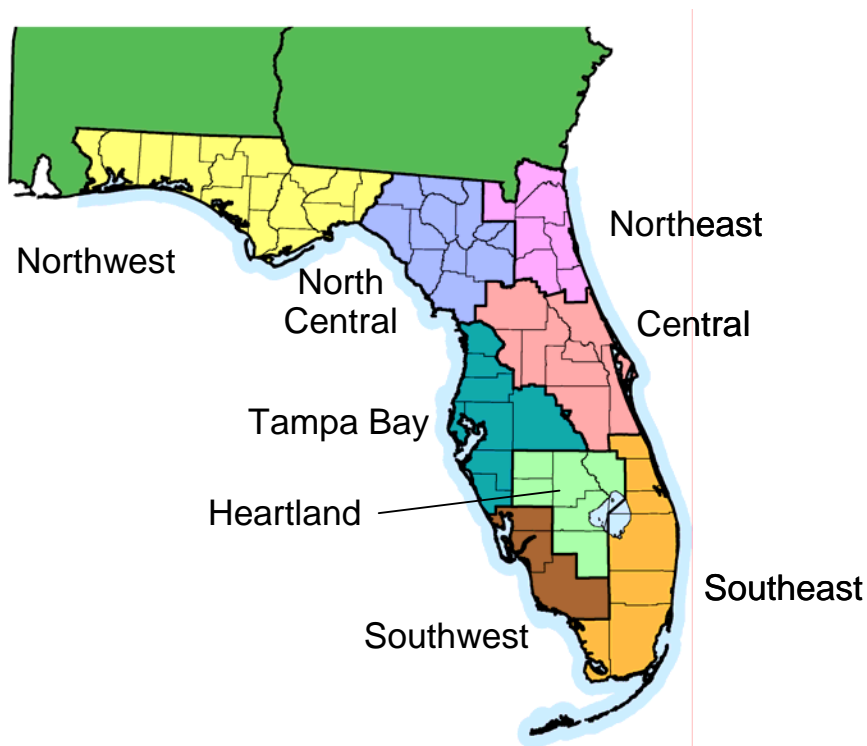 Northeast
Northwest
North
Central
Central
Tampa Bay
Heartland
Southeast
Southwest